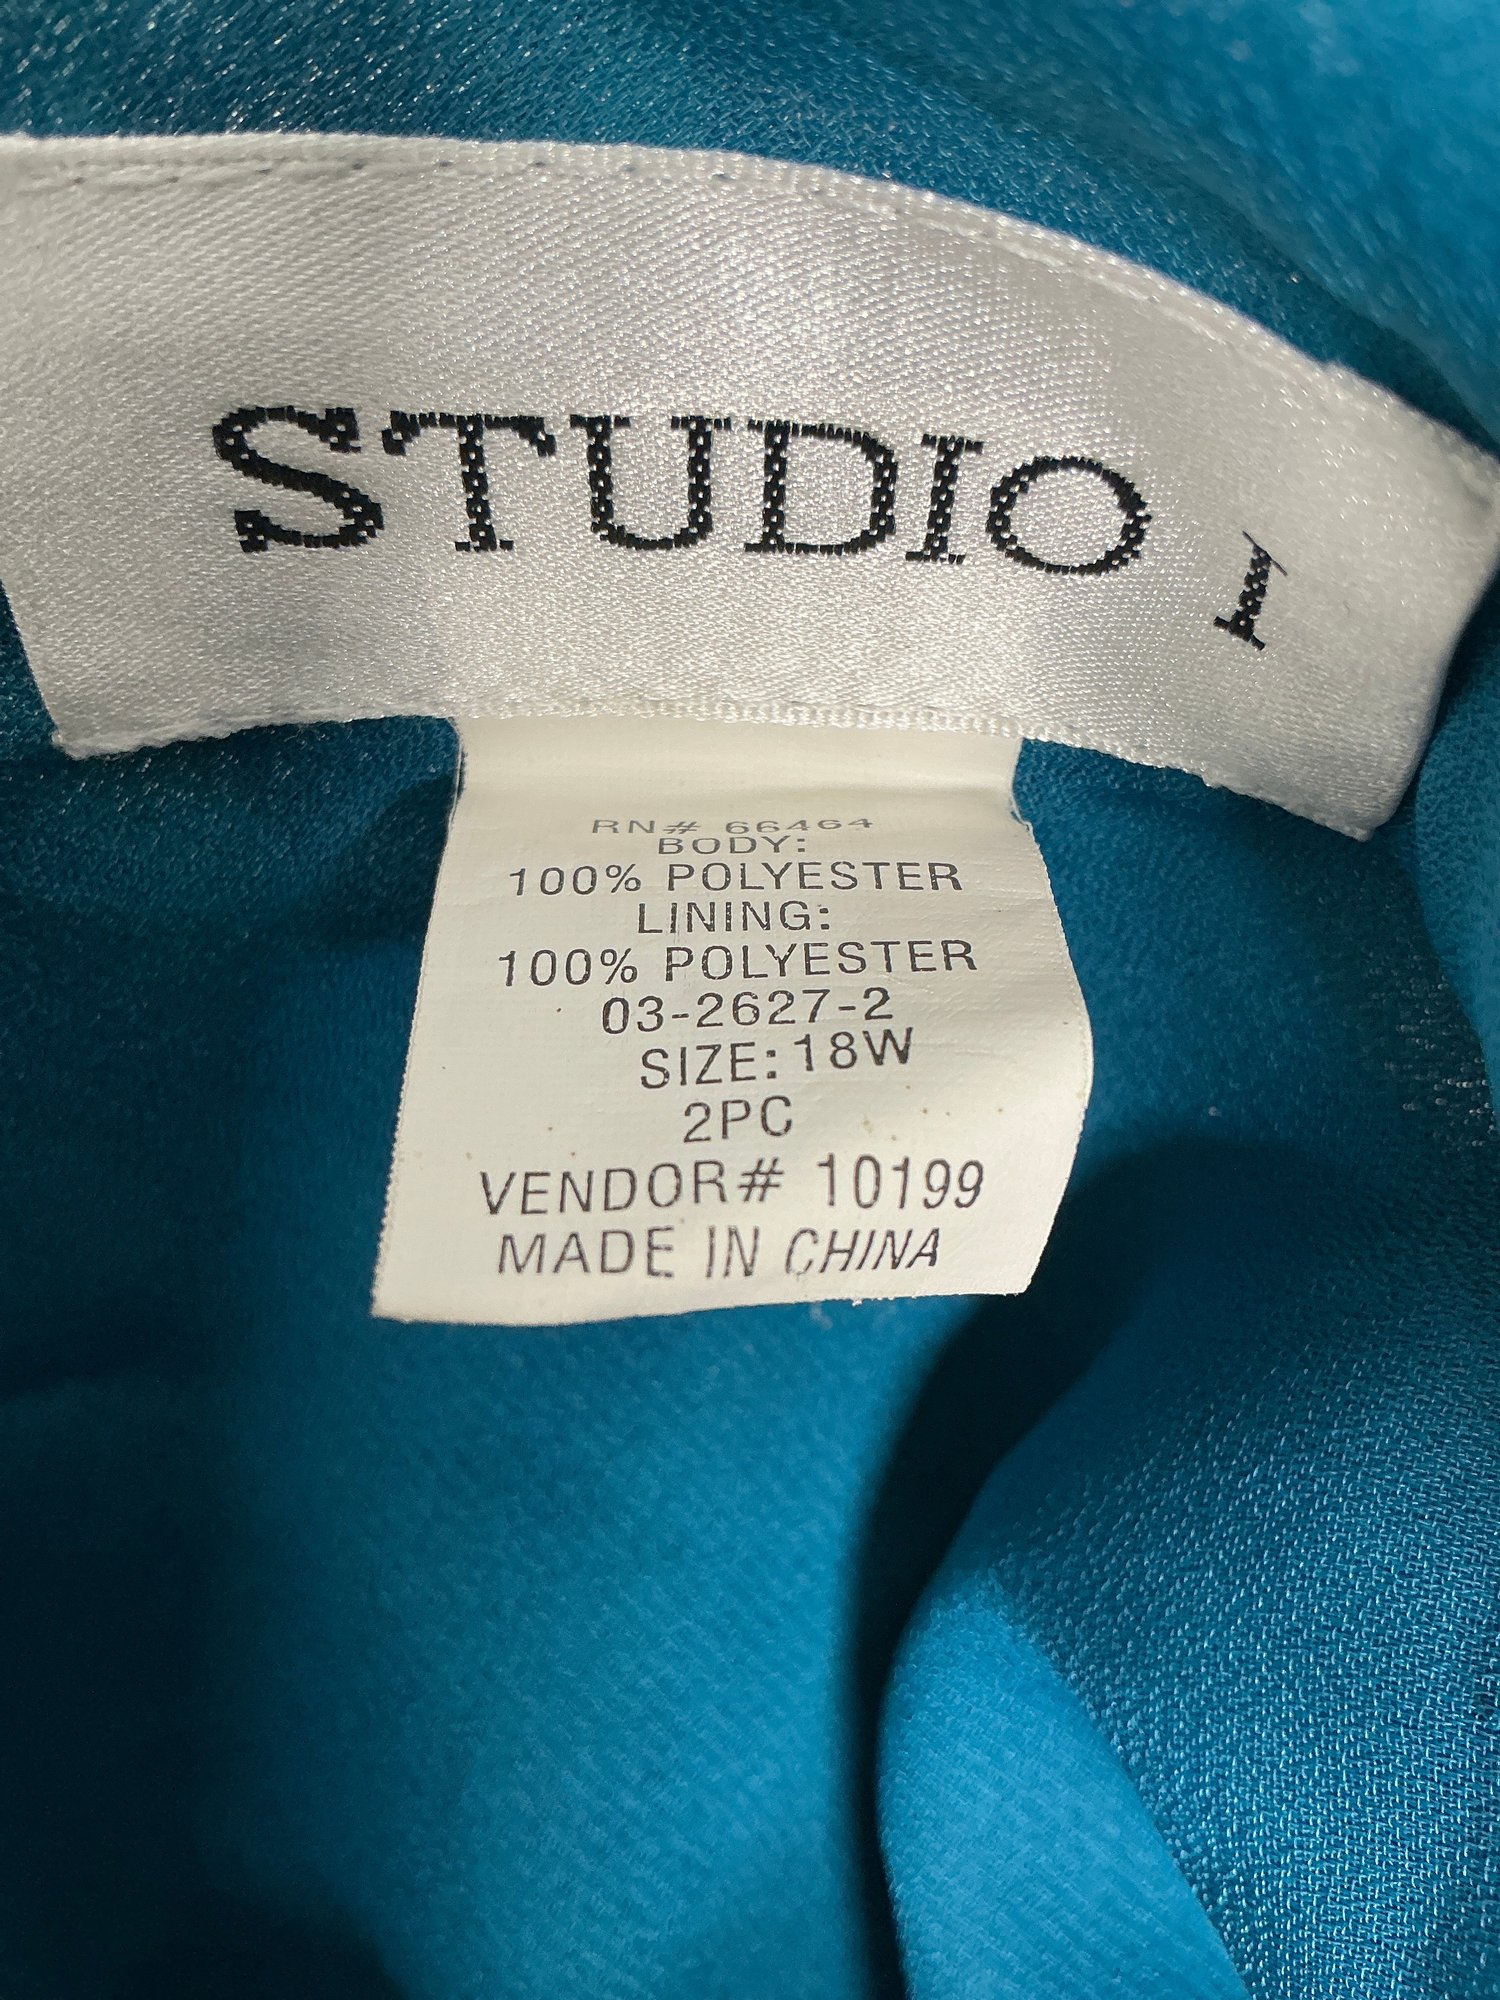 STUDIO I
RN# 66464
BODY:
100% POLYESTER
LINING:
100% POLYESTER
03-2627-2
SIZE: 18W
2PC
VENDOR# 10199
MADE IN CHINA